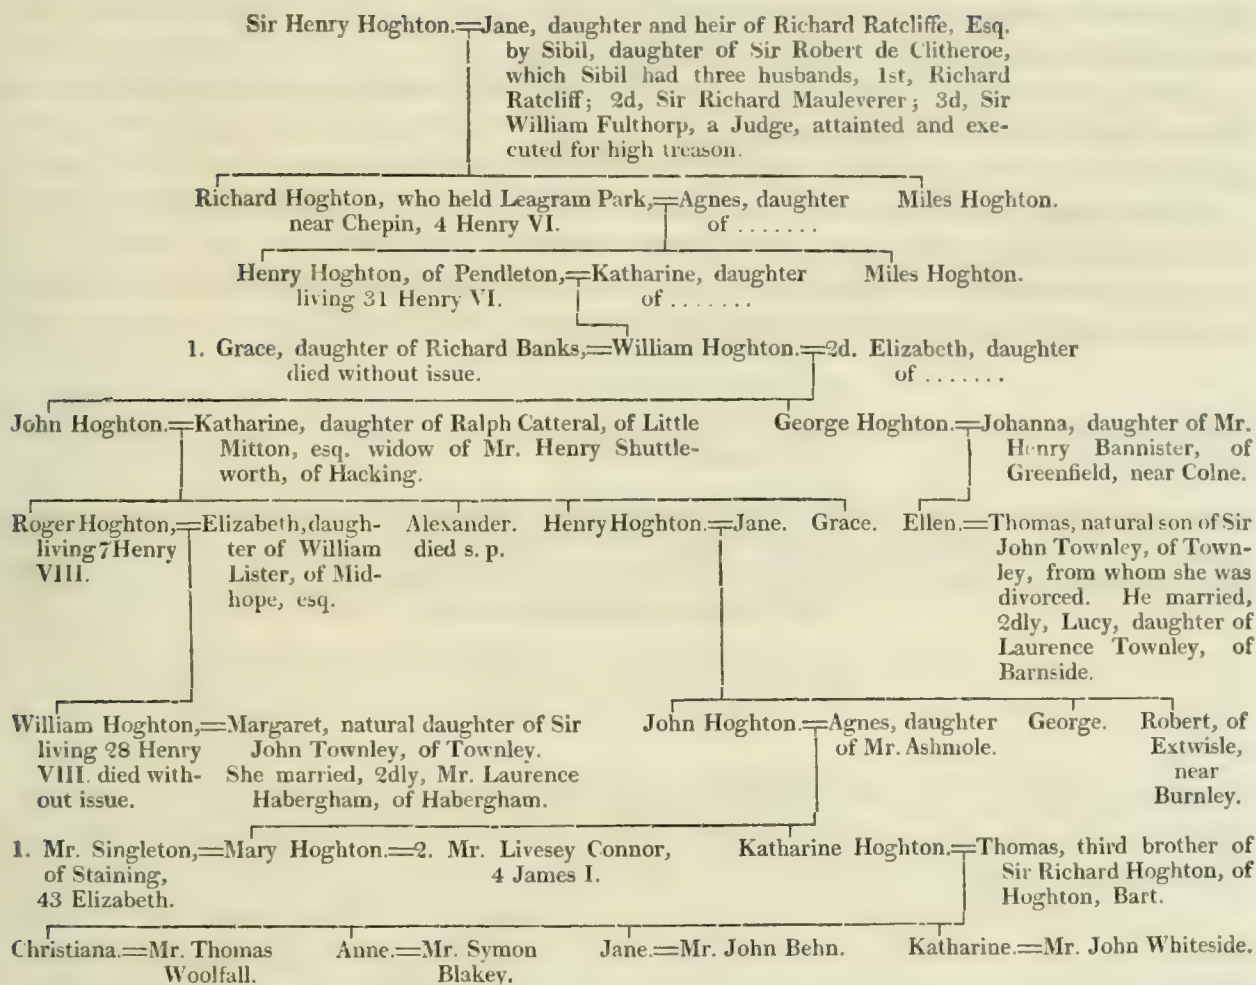 Sir Henry Hoghton.=Jane, daughter and heir of Richard Ratcliffe, Esq.
by Sibil, daughter of Sir Robert de Clitheroe,
which Sibil had three husbands, 1st, Richard
Ratcliff; 2d, Sir Richard Mauleverer; 3d, Sir
William Fulthorp, a Judge, attainted and exe-
cuted for high treason.
Richard Hoghton, who held Leagram Park,=Agnes, daughter Miles Hoghton.
near Chepin, 4 Henry VI. of .......
Henry Hoghton, of Pendleton,=Katharine, daughter Miles Hoghton.
living 31 Henry VI. of .......
1. Grace, daughter of Richard Banks,=William Hoghton.=2d. Elizabeth, daughter
died without issue. of .......
John Hoghton.=Katharine, daughter of Ralph Catteral, of Little George Hoghton.=Johanna, daughter of Mr.
Mitton, esq. widow of Mr. Henry Shuttle- Henry Bannister, of
worth, of Hacking. Greenfield, near Colne.
Roger Hoghton,=Elizabeth, daugh- Alexander. Henry Hoghton.=Jane. Grace. Ellen.=Thomas, natural son of Sir
living 7 Henry ter of William died s. p. John Townley, of Town-
VIII. Lister, of Mid- ley, from whom she was
hope, esq. divorced. He married,
2dly, Lucy, daughter of
Laurence Townley, of
Barnside.
William Hoghton,=Margaret, natural daughter of Sir John Hoghton.=Agnes, daughter George. Robert, of
living 28 Henry John Townley, of Townley. of Mr. Ashmole. Extwisle,
VIII. died with- She married, 2dly, Mr. Laurence near
out issue. Habergham, of Habergham. Burnley.
1. Mr. Singleton,=Mary Hoghton.=2. Mr. Livesey Connor, Katharine Hoghton.=Thomas, third brother of
of Staining, 4 James I. Sir Richard Hoghton, of
43 Elizabeth. Hoghton, Bart.
Christiana.=Mr. Thomas Anne.=Mr. Symon Jane.=Mr. John Behn. Katharine.=Mr. John Whiteside.
Woolfall. Blakey.